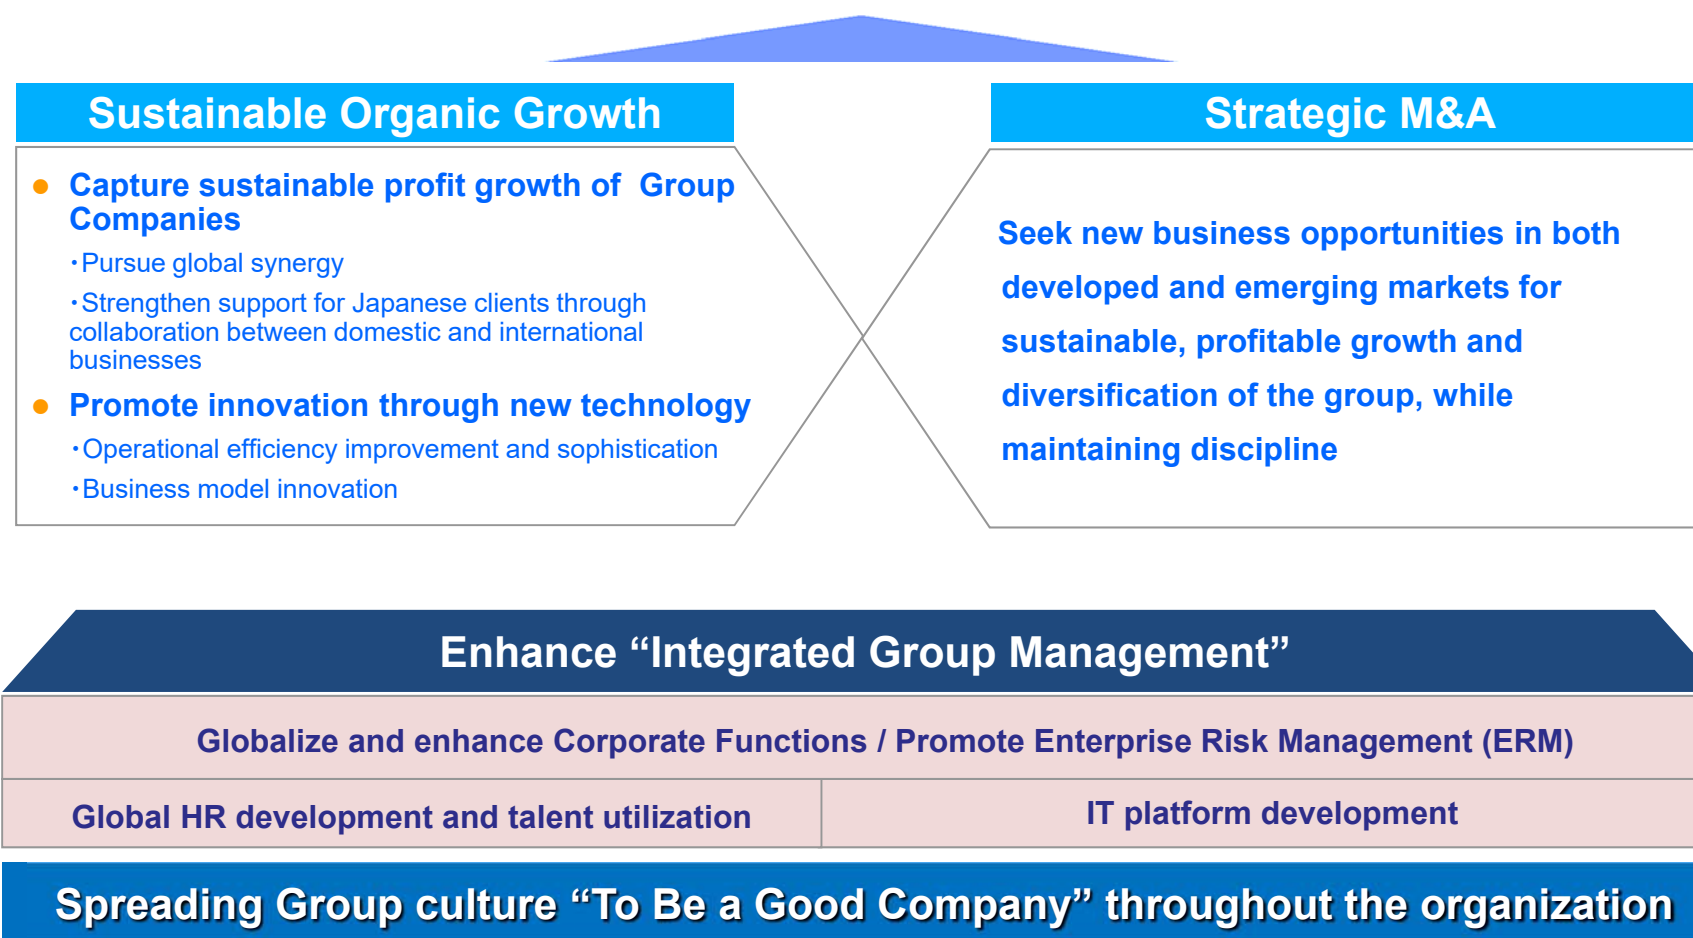 Sustainable Organic Growth
● Capture sustainable profit growth of Group
Companies
・Pursue global synergy
・Strengthen support for Japanese clients through
collaboration between domestic and international
businesses
● Promote innovation through new technology
・Operational efficiency improvement and sophistication
・Business model innovation
Strategic M&A
Seek new business opportunities in both
developed and emerging markets for
sustainable, profitable growth and
diversification of the group, while
maintaining discipline
Enhance “Integrated Group Management”
Globalize and enhance Corporate Functions / Promote Enterprise Risk Management (ERM)
Global HR development and talent utilization
IT platform development
Spreading Group culture “To Be a Good Company” throughout the organization